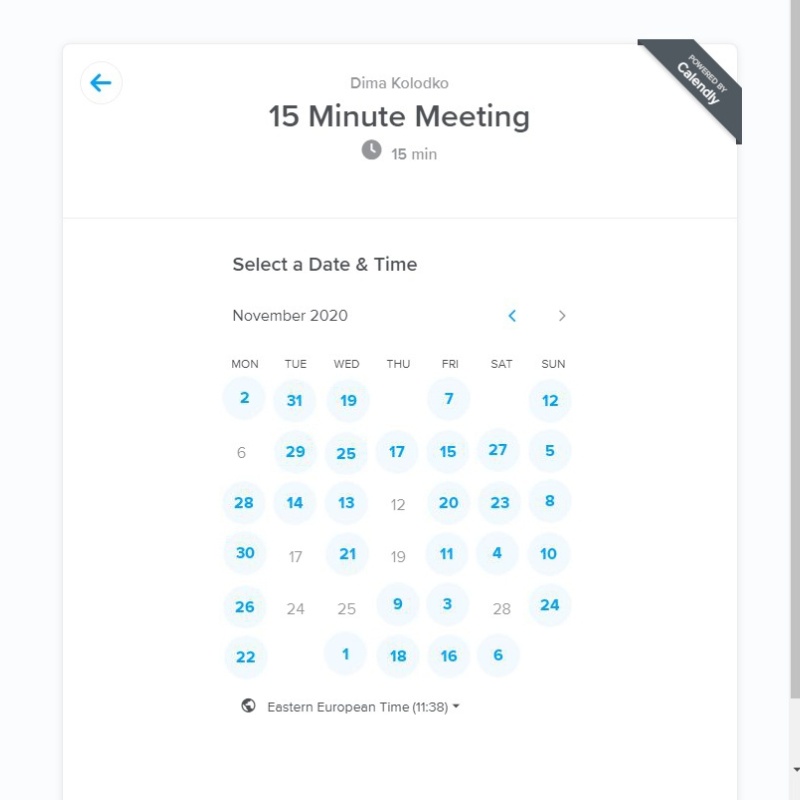 POWERED BY
Calendly
Dima Kolodko
15 Minute Meeting
15 min
Select a Date & Time
November 2020
MON TUE WED THU FRI SAT SUN
2 31 19 7 12
6 29 25 17 15 27 5
28 14 13 12 20 23 8
30 17 21 19 11 4 10
26 24 25 9 3 28 24
22 1 18 16 6
Eastern European Time (11:38)